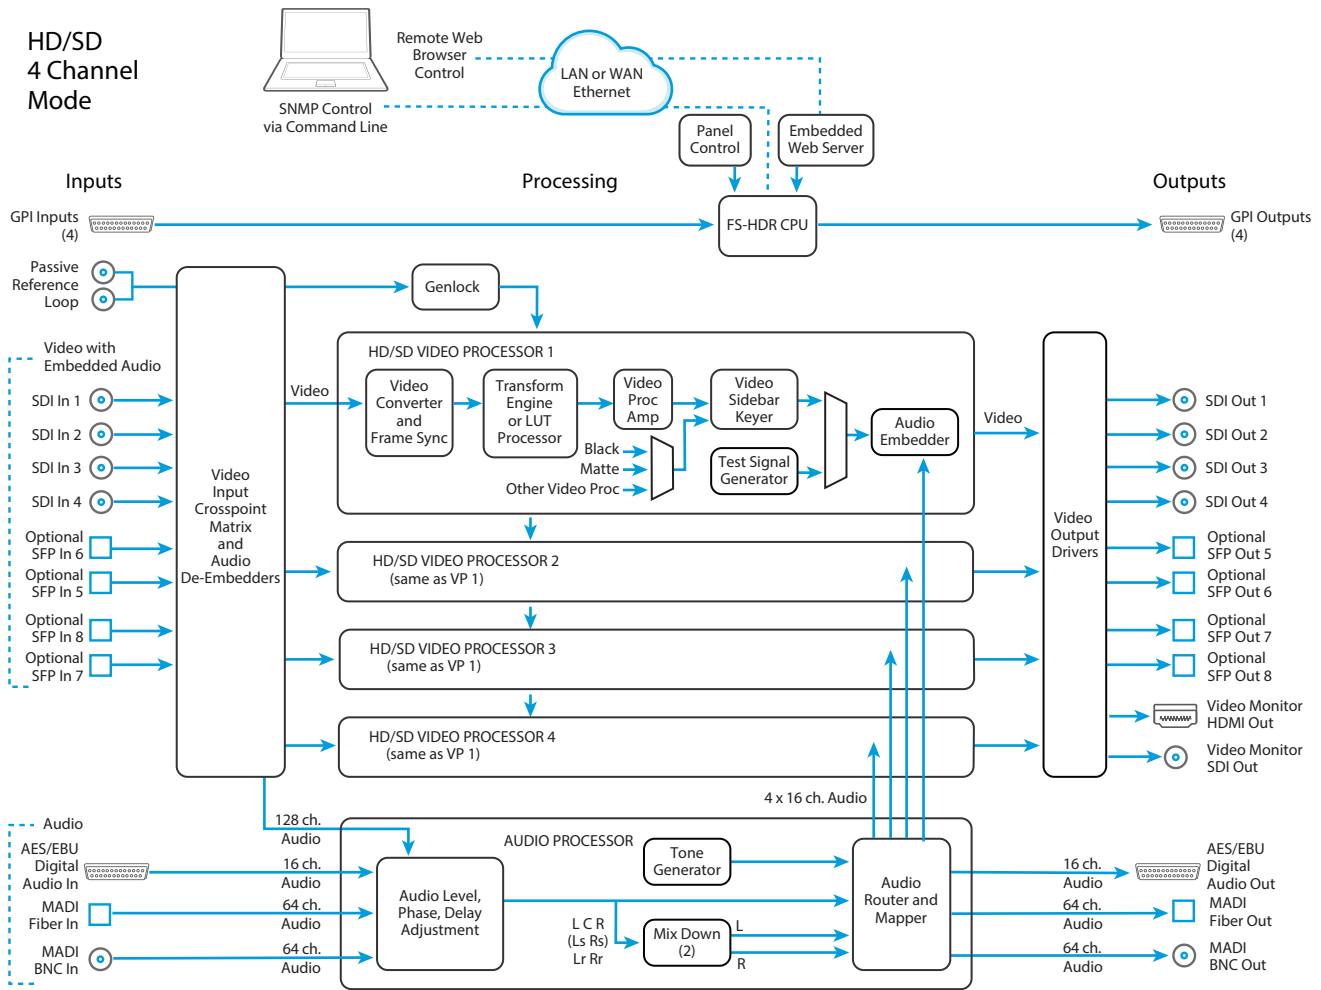 HD/SD
4 Channel
Mode
Remote Web
Browser
Control
SNMP Control
via Command Line
LAN or WAN
Ethernet
Panel
Control
Embedded
Web Server
Inputs
Processing
Outputs
GPI Inputs
(4)
FS-HDR CPU
GPI Outputs
(4)
Passive
Reference
Loop
Genlock
Video with
Embedded Audio
SDI In 1
SDI In 2
SDI In 3
SDI In 4
Optional
SFP In 6
Optional
SFP In 5
Optional
SFP In 8
Optional
SFP In 7
Video
Input
Crosspoint
Matrix
and
Audio
De-Embedders
Video
HD/SD VIDEO PROCESSOR 1
Video
Converter
and
Frame Sync
Transform
Engine
or LUT
Processor
Video
Proc
Amp
Video
Sidebar
Keyer
Black
Matte
Other Video Proc
Test Signal
Generator
Audio
Embedder
Video
HD/SD VIDEO PROCESSOR 2
(same as VP 1)
HD/SD VIDEO PROCESSOR 3
(same as VP 1)
HD/SD VIDEO PROCESSOR 4
(same as VP 1)
Video
Output
Drivers
SDI Out 1
SDI Out 2
SDI Out 3
SDI Out 4
Optional
SFP Out 5
Optional
SFP Out 6
Optional
SFP Out 7
Optional
SFP Out 8
Video Monitor
HDMI Out
Video Monitor
SDI Out
4 x 16 ch. Audio
Audio
AES/EBU
Digital
Audio In
MADI
Fiber In
MADI
BNC In
128 ch.
Audio
16 ch.
Audio
64 ch.
Audio
64 ch.
Audio
AUDIO PROCESSOR
Audio Level,
Phase, Delay
Adjustment
Tone
Generator
L C R
(Ls Rs)
Lr Rr
Mix Down
(2)
L
R
Audio
Router and
Mapper
16 ch.
Audio
64 ch.
Audio
64 ch.
Audio
AES/EBU
Digital
Audio Out
MADI
Fiber Out
MADI
BNC Out